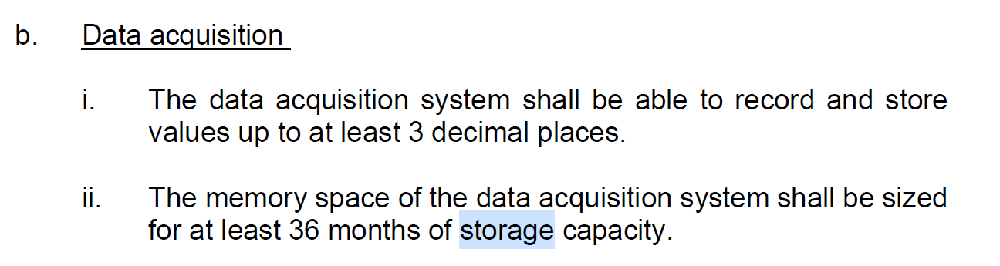 b. Data acquisition
i. The data acquisition system shall be able to record and store
values up to at least 3 decimal places.
ii. The memory space of the data acquisition system shall be sized
for at least 36 months of storage capacity.